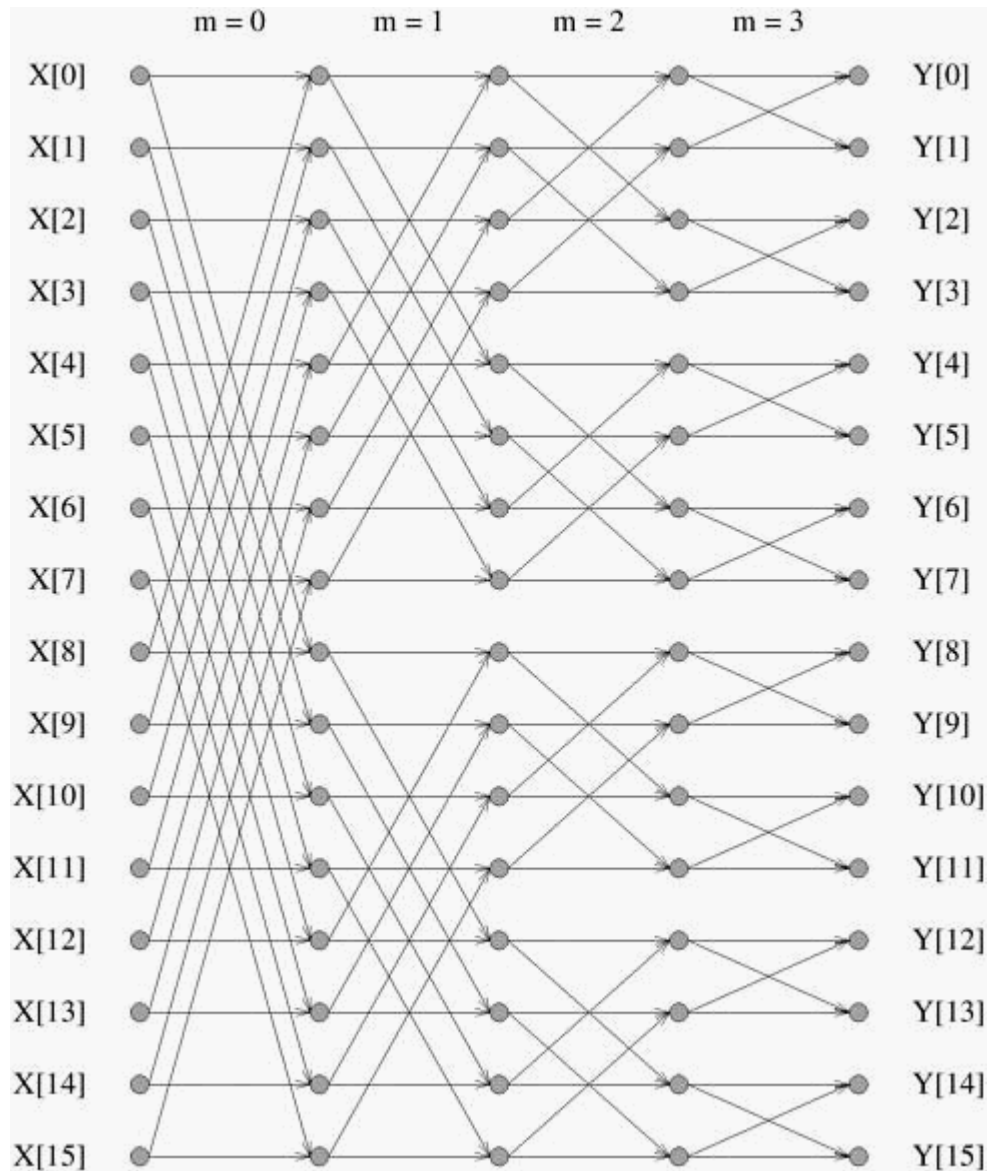 m = 0 m = 1 m = 2 m = 3
X[0] Y[0]
X[1] Y[1]
X[2] Y[2]
X[3] Y[3]
X[4] Y[4]
X[5] Y[5]
X[6] Y[6]
X[7] Y[7]
X[8] Y[8]
X[9] Y[9]
X[10] Y[10]
X[11] Y[11]
X[12] Y[12]
X[13] Y[13]
X[14] Y[14]
X[15] Y[15]